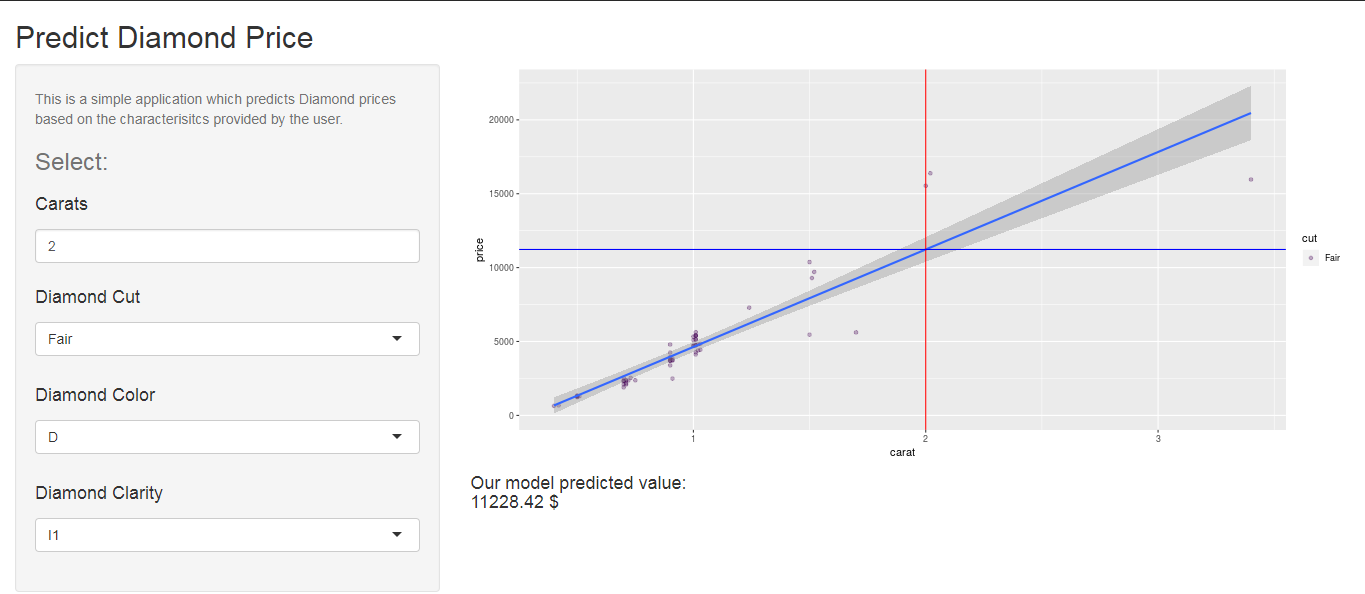 Predict Diamond Price
This is a simple application which predicts Diamond prices
based on the characterisitcs provided by the user.
Select:
Carats
2
Diamond Cut
Fair
Diamond Color
D
Diamond Clarity
I1
price
20000
15000
10000
5000
0
1 2 3
carat
cut
Fair
Our model predicted value:
11228.42 $